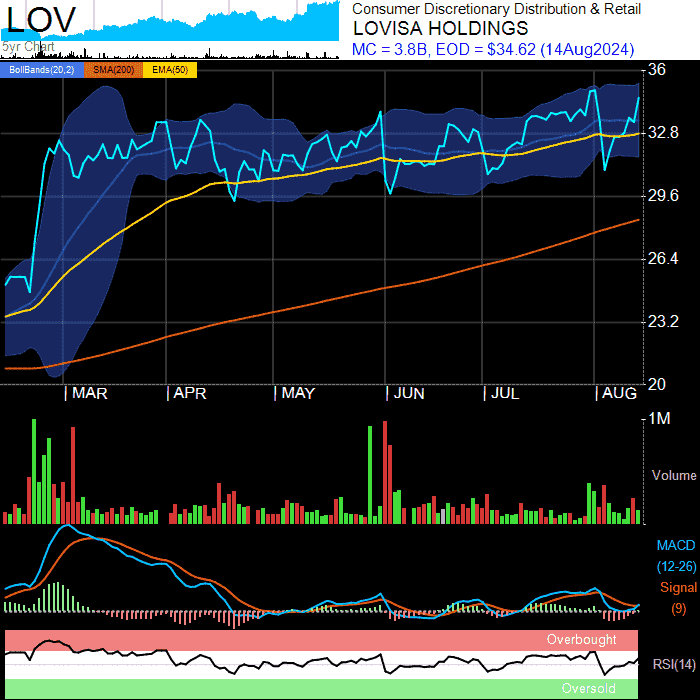 LOV
5yr Chart
Consumer Discretionary Distribution & Retail
LOVISA HOLDINGS
MC = 3.8B, EOD = $34.62 (14Aug2024)
BollBands(20,2) SMA(200) EMA(50)
36
32.8
29.6
26.4
23.2
20
| MAR | APR | MAY | JUN | JUL | AUG
1M
Volume
MACD
(12-26)
Signal
(9)
Overbought
RSI(14)
Oversold